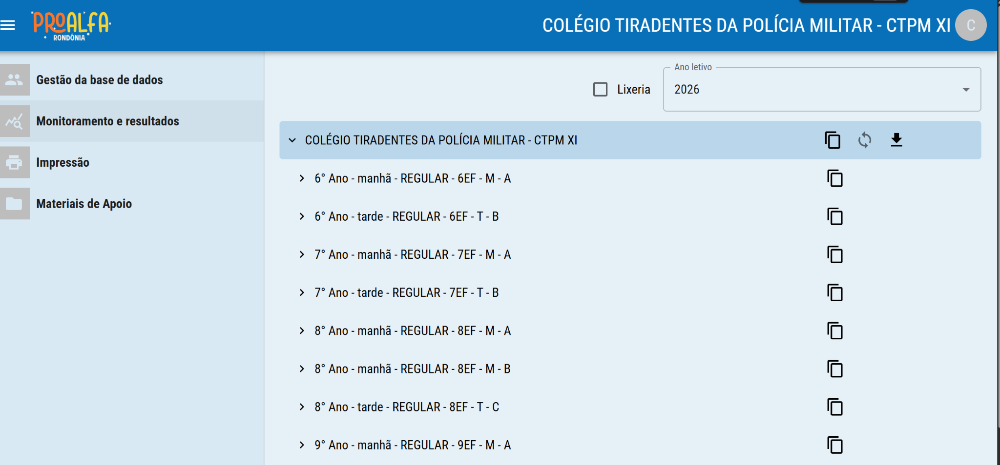 PROALFA
RONDÔNIA
COLÉGIO TIRADENTES DA POLÍCIA MILITAR - CTPM XI
C
Gestão da base de dados
Monitoramento e resultados
Impressão
Materiais de Apoio
Ano letivo
Lixeria
2026
COLÉGIO TIRADENTES DA POLÍCIA MILITAR - CTPM XI
6° Ano - manhã - REGULAR - 6EF - M - A
6° Ano - tarde - REGULAR - 6EF - T - B
7° Ano - manhã - REGULAR - 7EF - M - A
7° Ano - tarde - REGULAR - 7EF - T - B
8° Ano - manhã - REGULAR - 8EF - M - A
8° Ano - manhã - REGULAR - 8EF - M - B
8° Ano - tarde - REGULAR - 8EF - T - C
9° Ano - manhã - REGULAR - 9EF - M - A